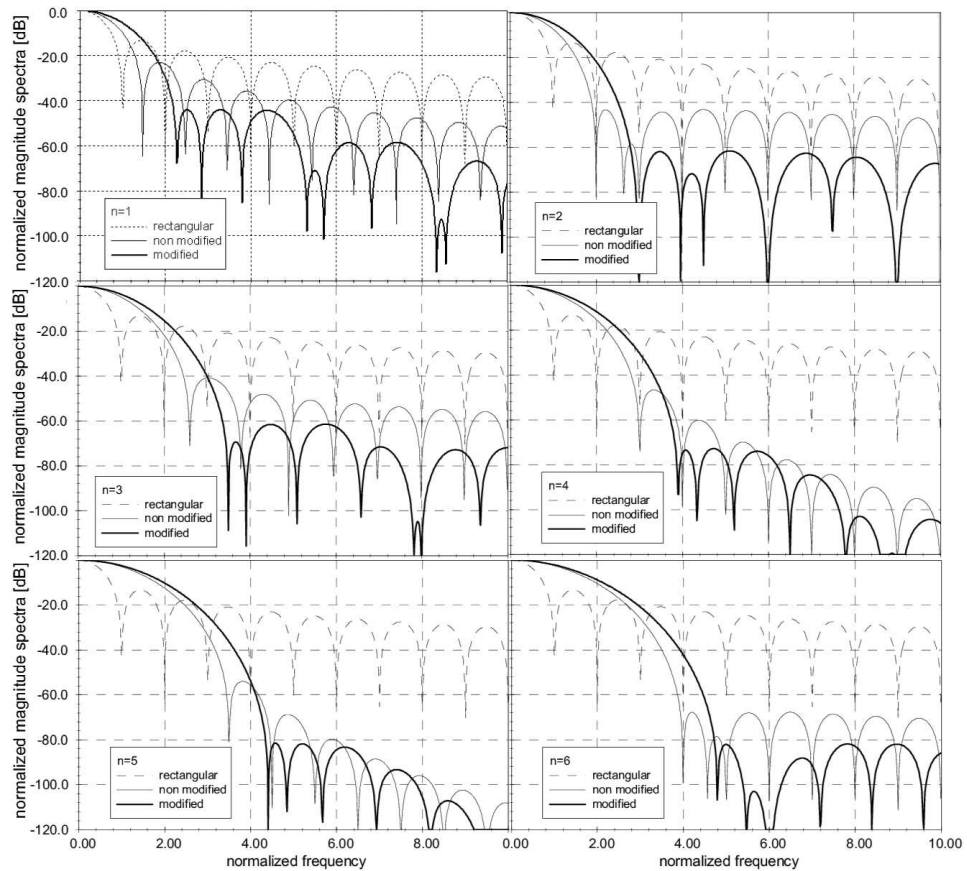 normalized magnitude spectra [dB]
0.0
-20.0
-40.0
-60.0
-80.0
-100.0
-120.0
n=1
rectangular
non modified
modified
n=2
rectangular
non modified
modified
normalized magnitude spectra [dB]
-20.0
-40.0
-60.0
-80.0
-100.0
-120.0
n=3
rectangular
non modified
modified
n=4
rectangular
non modified
modified
normalized magnitude spectra [dB]
-20.0
-40.0
-60.0
-80.0
-100.0
-120.0
n=5
rectangular
non modified
modified
n=6
rectangular
non modified
modified
0.00 2.00 4.00 6.00 8.00 0.00 2.00 4.00 6.00 8.00 10.00
normalized frequency normalized frequency